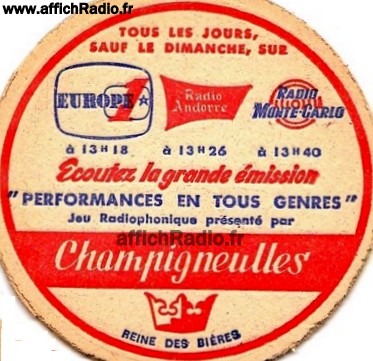 www.affichRadio.fr
TOUS LES JOURS,
SAUF LE DIMANCHE, SUR
EUROPE 1
Radio Andorre
RADIO MONTE-CARLO
à 13H18 à 13H26 à 13H40
Ecoutez la grande émission
"PERFORMANCES EN TOUS GENRES"
Jeu Radiophonique présenté par
affichRadio.fr
Champigneulles
REINE DES BIÈRES